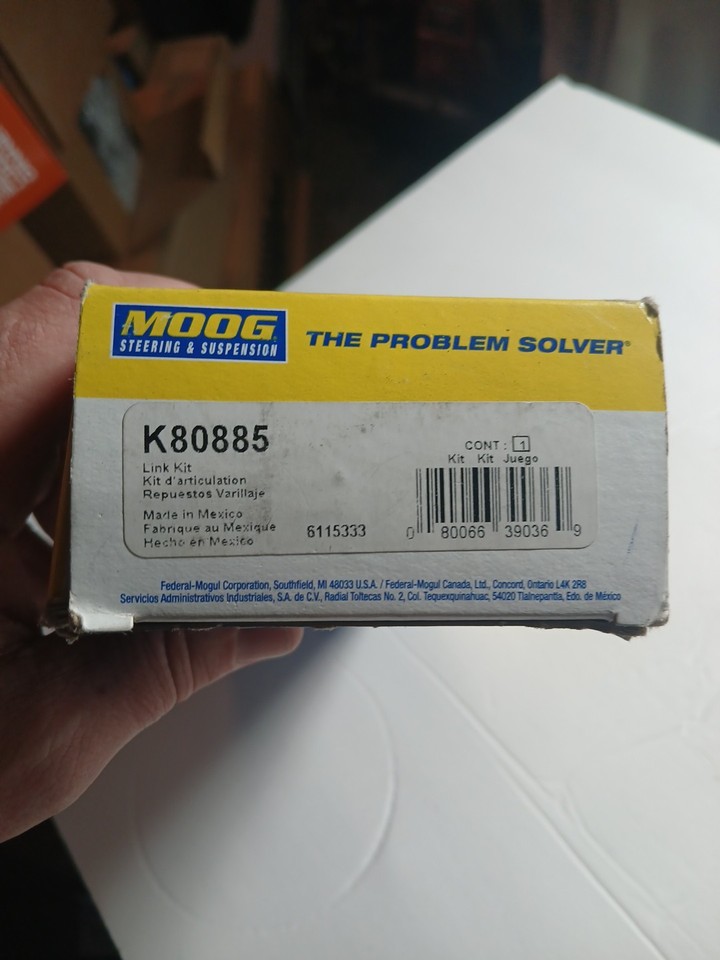 MOOG
STEERING & SUSPENSION
THE PROBLEM SOLVER®
K80885
Link Kit
Kit d'articulation
Repuestos Varillaje
Made in Mexico
Fabrique au Mexique
Hecho en Mexico
6115333
CONT : 1
Kit Kit Juego
0 80066 39036 9
Federal-Mogul Corporation, Southfield, MI 48033 U.S.A. / Federal-Mogul Canada, Ltd., Concord, Ontario L4K 2R8
Servicios Administrativos Industriales, S.A. de C.V., Radial Toltecas No. 2, Col. Tequexquinahuac, 54020 Tlalnepantla, Edo. de México